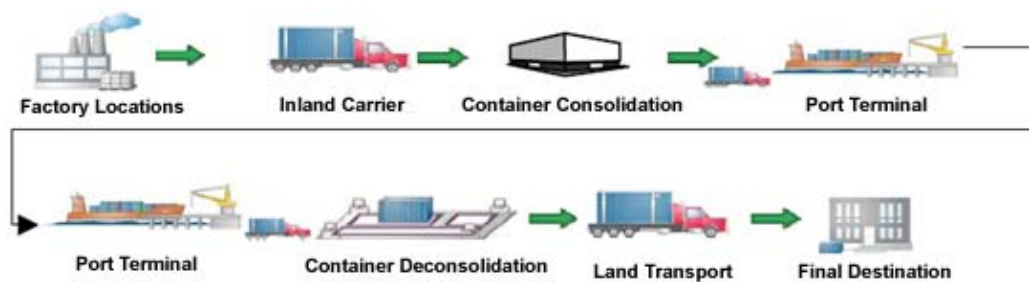 Factory Locations
Inland Carrier
Container Consolidation
Port Terminal
Port Terminal
Container Deconsolidation
Land Transport
Final Destination